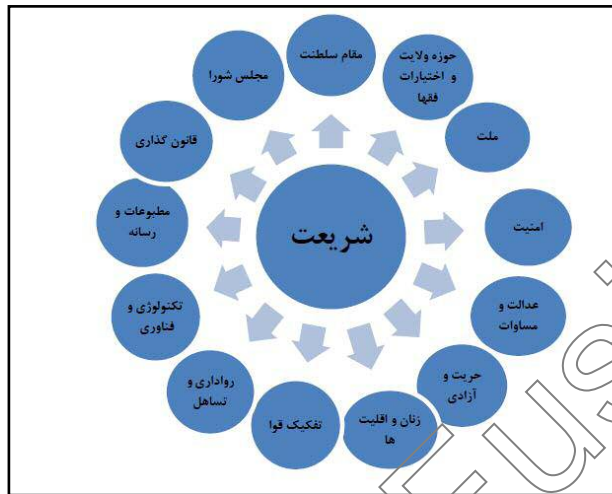 شریعت
مقام سلطنت
حوزه ولایت
و اختیارات
فقها
ملت
امنیت
عدالت و
مساوات
حریت و
آزادی
زنان و اقلیت
ها
تفکیک قوا
رواداری و
تساهل
تکنولوژی و
فناوری
مطبوعات و
رسانه
قانون گذاری
مجلس شورا